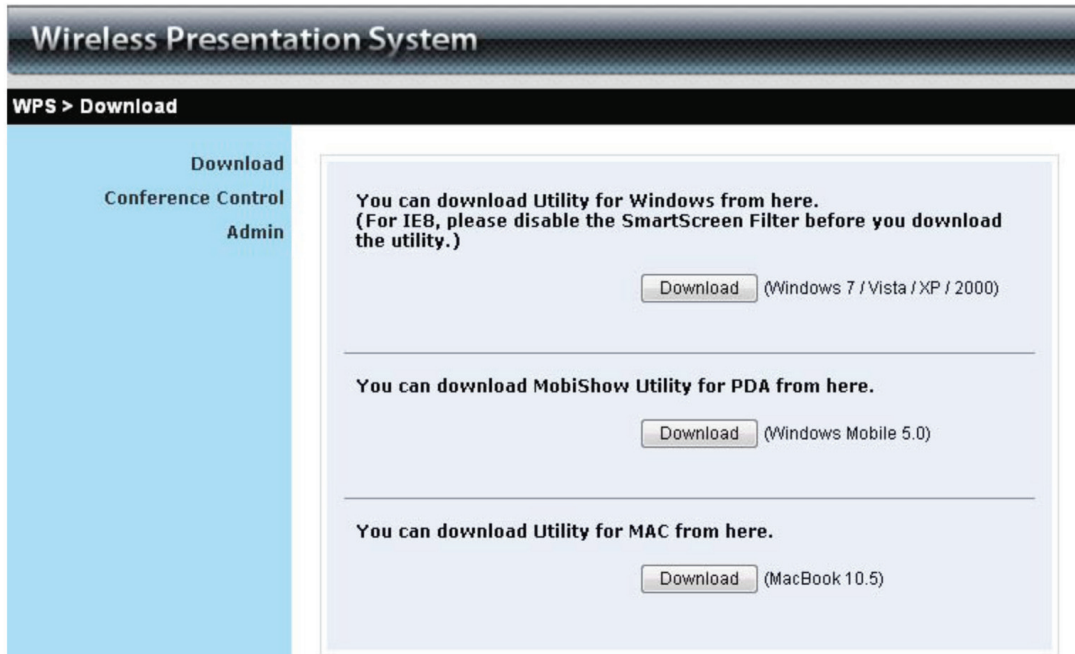 Wireless Presentation System
WPS > Download
Download
Conference Control
Admin
You can download Utility for Windows from here.
(For IE8, please disable the SmartScreen Filter before you download
the utility.)
Download (Windows 7 / Vista / XP / 2000)
You can download MobiShow Utility for PDA from here.
Download (Windows Mobile 5.0)
You can download Utility for MAC from here.
Download (MacBook 10.5)